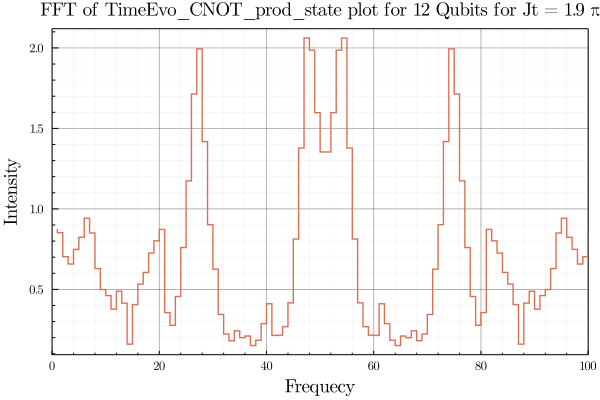 FFT of TimeEvo_CNOT_prod_state plot for 12 Qubits for Jt = 1.9 π
2.0
1.5
1.0
0.5
Intensity
0 20 40 60 80 100
Frequecy